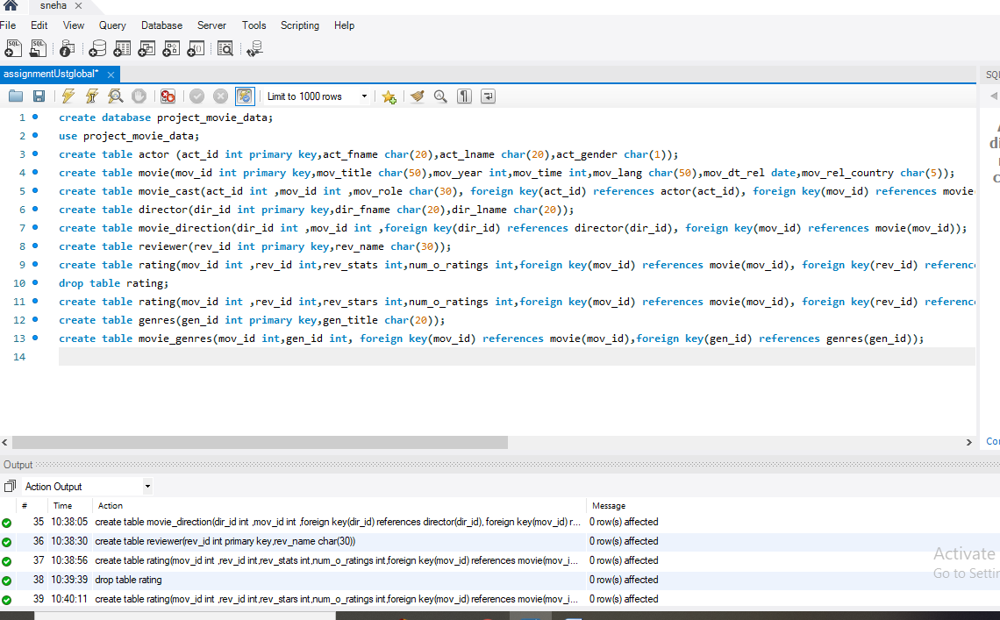 sneha
File Edit View Query Database Server Tools Scripting Help
assignmentUstglobal*
SQL
Limit to 1000 rows
1 create database project_movie_data;
2 use project_movie_data;
3 create table actor (act_id int primary key,act_fname char(20),act_lname char(20),act_gender char(1));
4 create table movie(mov_id int primary key,mov_title char(50),mov_year int,mov_time int,mov_lang char(50),mov_dt_rel date,mov_rel_country char(5));
5 create table movie_cast(act_id int ,mov_id int ,mov_role char(30), foreign key(act_id) references actor(act_id), foreign key(mov_id) references movie
6 create table director(dir_id int primary key,dir_fname char(20),dir_lname char(20));
7 create table movie_direction(dir_id int ,mov_id int ,foreign key(dir_id) references director(dir_id), foreign key(mov_id) references movie(mov_id));
8 create table reviewer(rev_id int primary key,rev_name char(30));
9 create table rating(mov_id int ,rev_id int,rev_stats int,num_o_ratings int,foreign key(mov_id) references movie(mov_id), foreign key(rev_id) referenc
10 drop table rating;
11 create table rating(mov_id int ,rev_id int,rev_stars int,num_o_ratings int,foreign key(mov_id) references movie(mov_id), foreign key(rev_id) referenc
12 create table genres(gen_id int primary key,gen_title char(20));
13 create table movie_genres(mov_id int,gen_id int, foreign key(mov_id) references movie(mov_id),foreign key(gen_id) references genres(gen_id));
14
Output
Action Output
# Time Action Message
35 10:38:05 create table movie_direction(dir_id int ,mov_id int ,foreign key(dir_id) references director(dir_id), foreign key(mov_id) r... 0 row(s) affected
36 10:38:30 create table reviewer(rev_id int primary key,rev_name char(30)) 0 row(s) affected
37 10:38:56 create table rating(mov_id int ,rev_id int,rev_stats int,num_o_ratings int,foreign key(mov_id) references movie(mov_i... 0 row(s) affected
38 10:39:39 drop table rating 0 row(s) affected
39 10:40:11 create table rating(mov_id int ,rev_id int,rev_stars int,num_o_ratings int,foreign key(mov_id) references movie(mov_i... 0 row(s) affected
Activate
Go to Settin